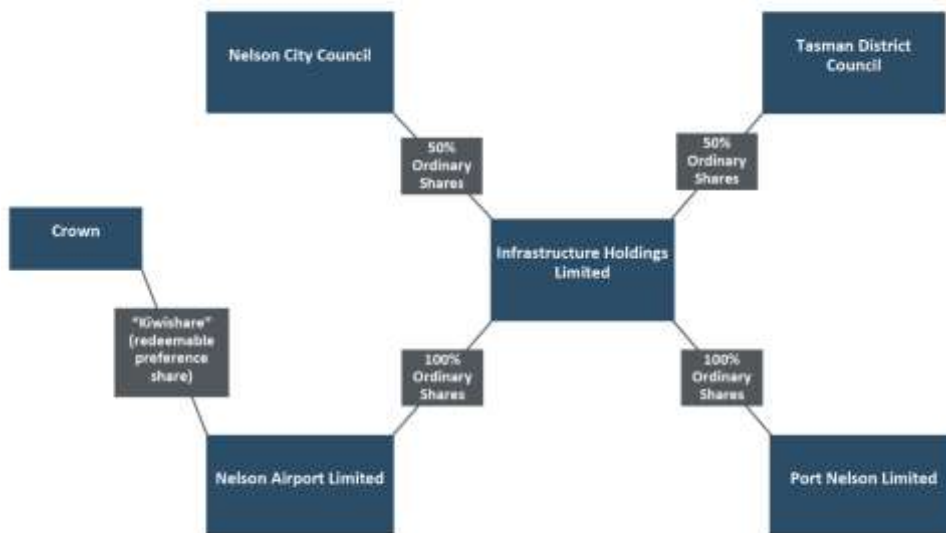 Nelson City Council
Tasman District
Council
50%
Ordinary
Shares
50%
Ordinary
Shares
Crown
Infrastructure Holdings
Limited
"Kiwishare"
(redeemable
preference
share)
100%
Ordinary
Shares
100%
Ordinary
Shares
Nelson Airport Limited
Port Nelson Limited